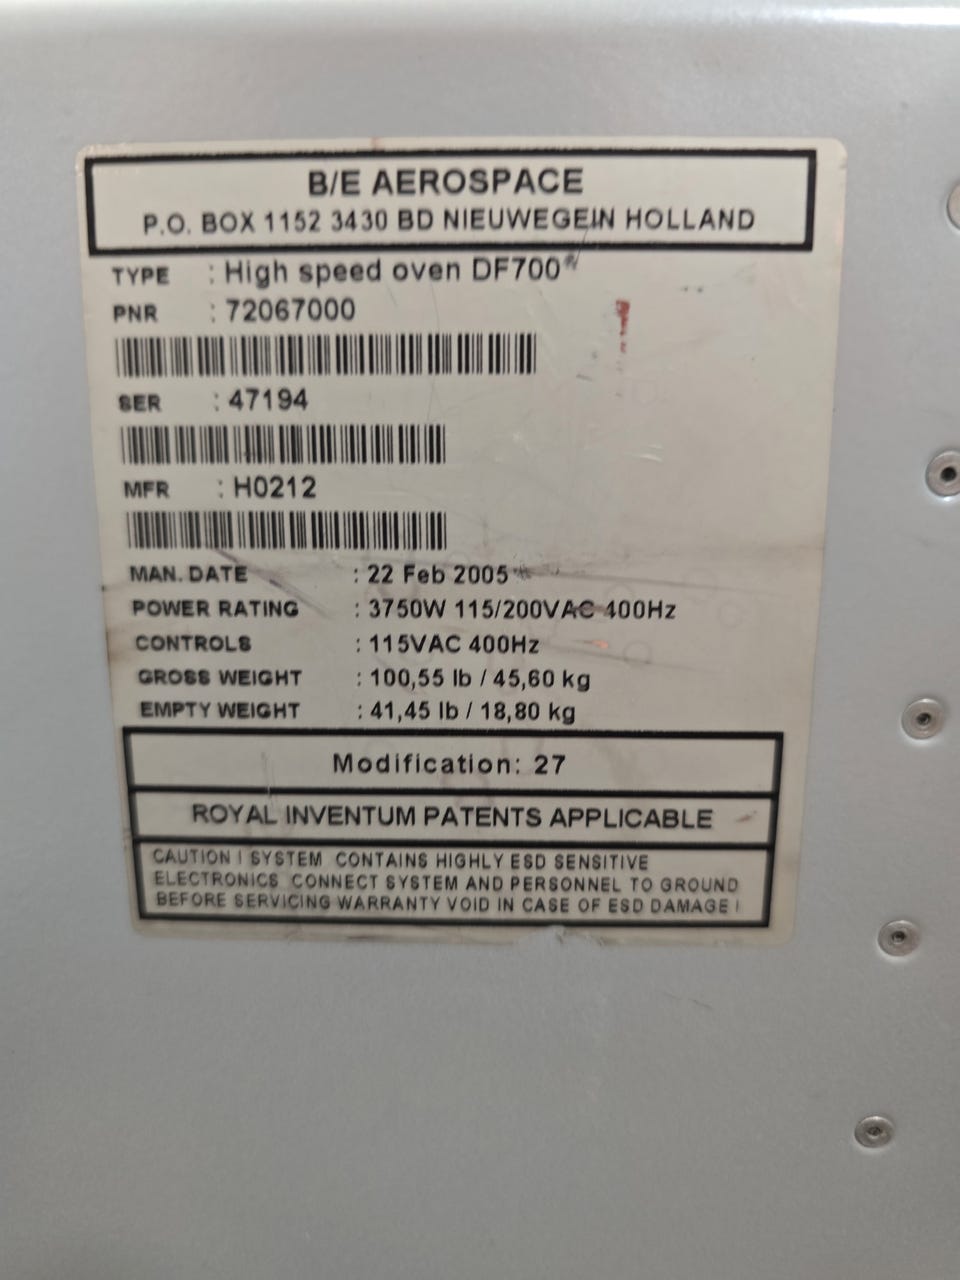 B/E AEROSPACE
P.O. BOX 1152 3430 BD NIEUWEGEIN HOLLAND
TYPE : High speed oven DF700
PNR : 72067000
SER : 47194
MFR : H0212
MAN. DATE : 22 Feb 2005
POWER RATING : 3750W 115/200VAC 400Hz
CONTROLS : 115VAC 400Hz
GROSS WEIGHT : 100,55 lb / 45,60 kg
EMPTY WEIGHT : 41,45 lb / 18,80 kg
Modification: 27
ROYAL INVENTUM PATENTS APPLICABLE
CAUTION ! SYSTEM CONTAINS HIGHLY ESD SENSITIVE
ELECTRONICS CONNECT SYSTEM AND PERSONNEL TO GROUND
BEFORE SERVICING WARRANTY VOID IN CASE OF ESD DAMAGE !